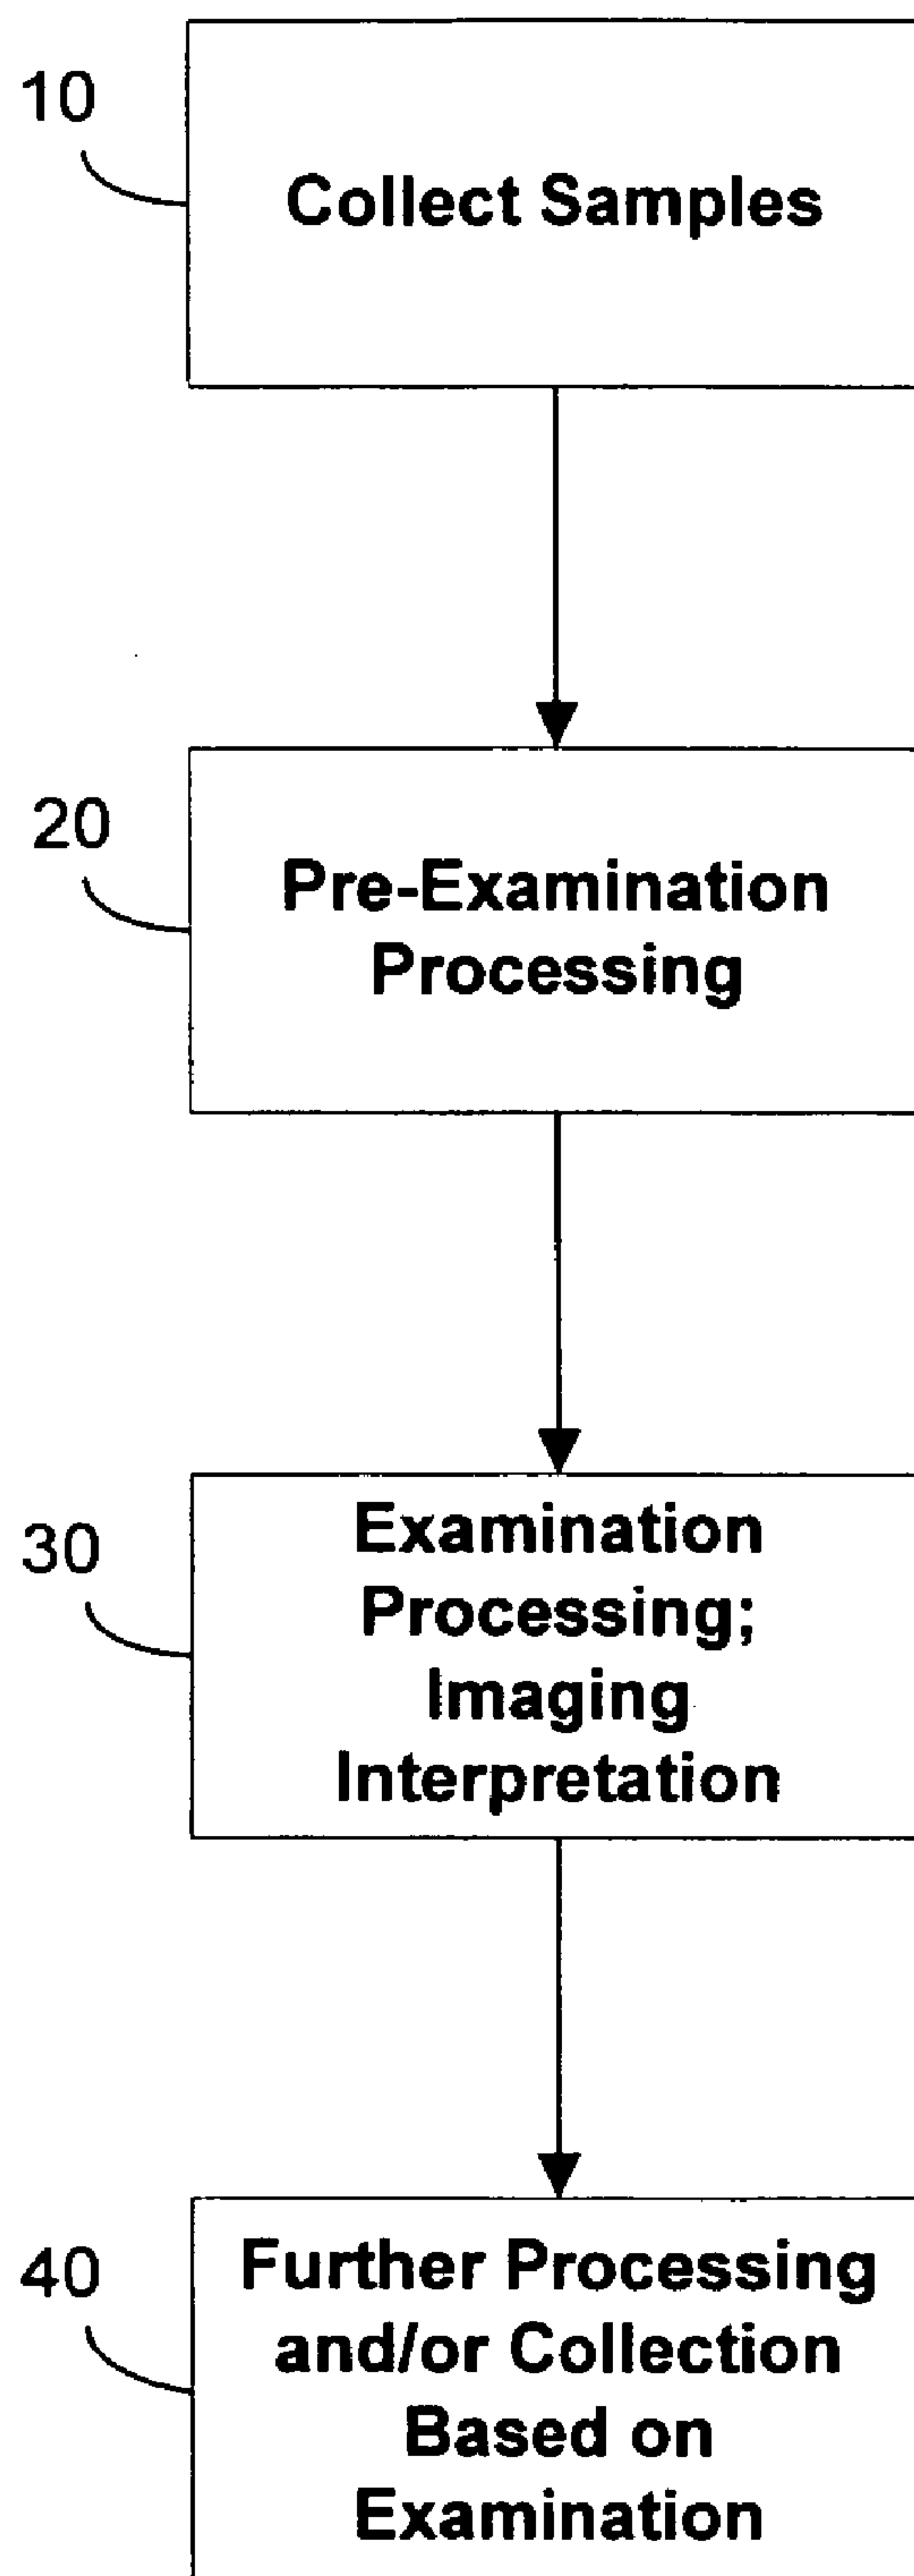 10
Collect Samples
20
Pre-Examination
Processing
30
Examination
Processing;
Imaging
Interpretation
40
Further Processing
and/or Collection
Based on
Examination